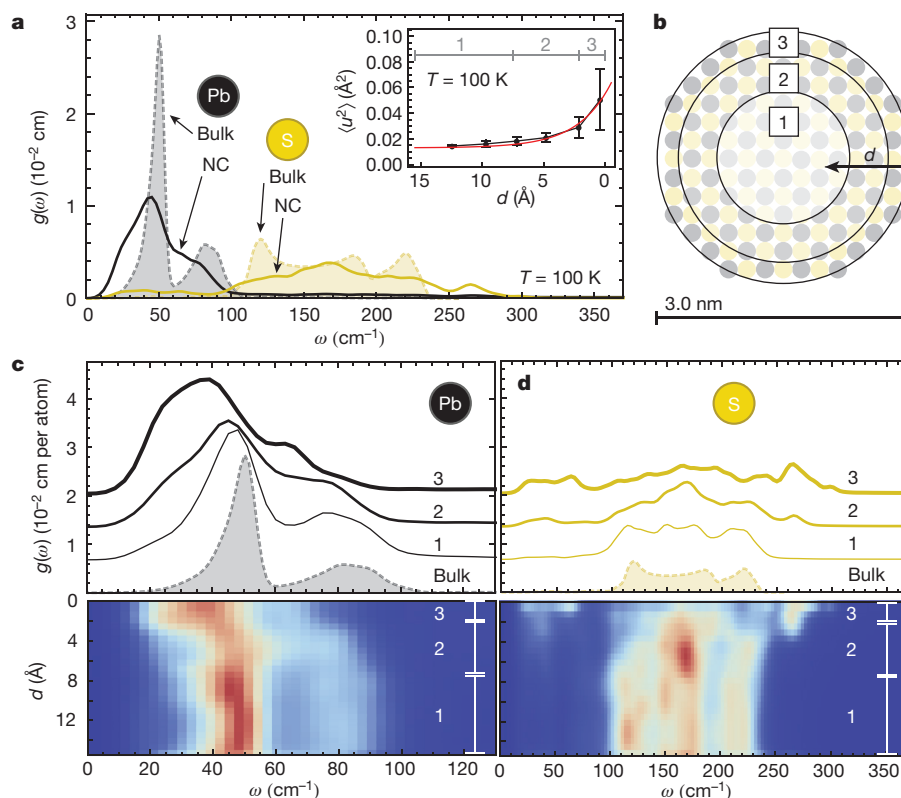 a
3
2
1
0
g(ω) (10⁻² cm)
Pb
Bulk
NC
S
Bulk
NC
T = 100 K
0 50 100 150 200 250 300 350
ω (cm⁻¹)
0.10
0.08
0.06
0.04
0.02
0.00
⟨u²⟩ (Å²)
1 2 3
T = 100 K
15 10 5 0
d (Å)
b
3
2
1
d
3.0 nm
c
4
3
2
1
g(ω) (10⁻² cm per atom)
Pb
3
2
1
Bulk
0
4
8
12
d (Å)
3
2
1
0 20 40 60 80 100 120
ω (cm⁻¹)
d
S
3
2
1
Bulk
3
2
1
0 50 100 150 200 250 300 350
ω (cm⁻¹)